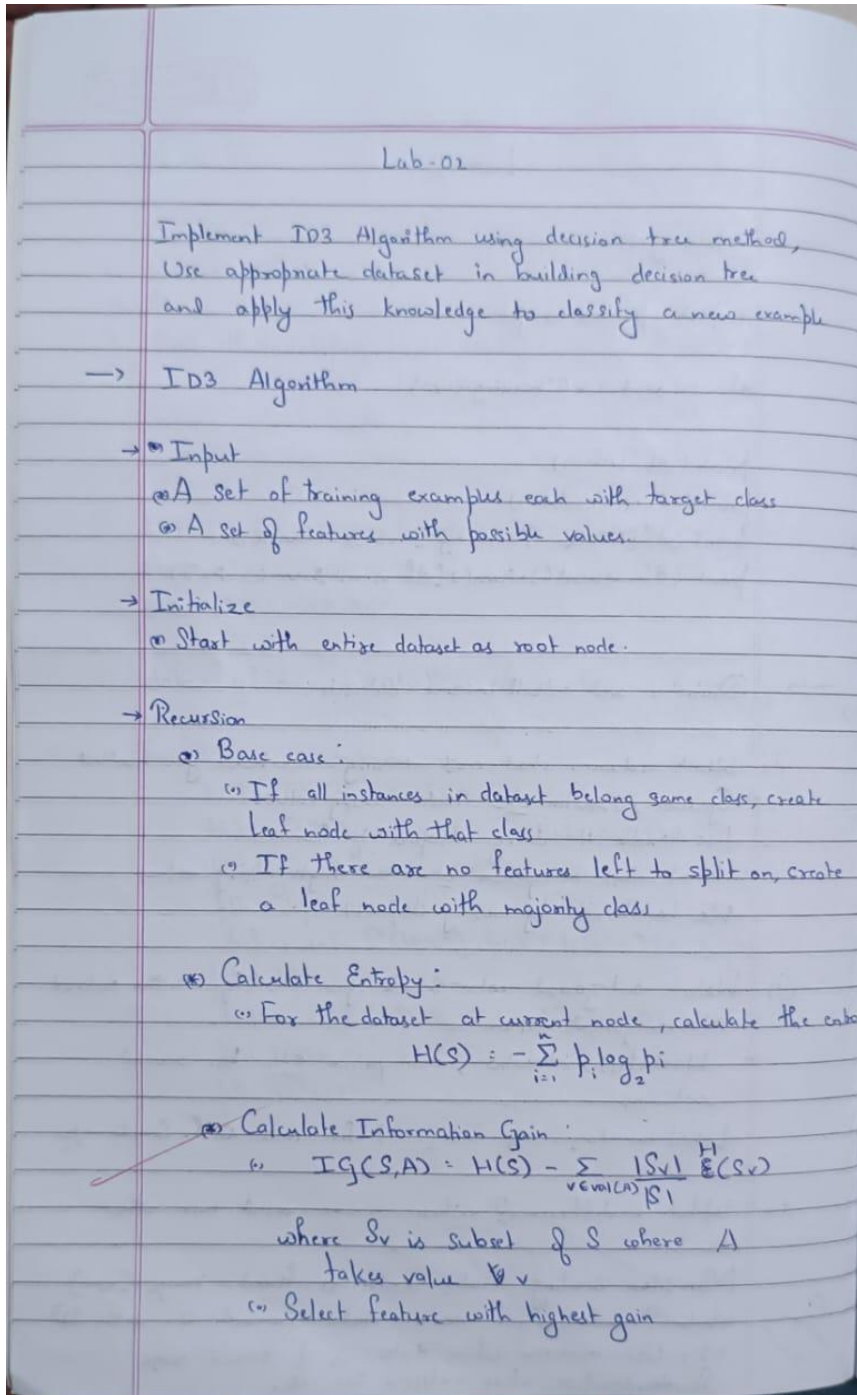 Lab-02
Implement ID3 Algorithm using decision tree method,
Use appropriate dataset in building decision tree
and apply this knowledge to classify a new example
→ ID3 Algorithm
→ Input
A set of training examples each with target class
A set of features with possible values.
→ Initialize
Start with entire dataset as root node.
→ Recursion
Base case:
If all instances in dataset belong same class, create
leaf node with that class
If there are no features left to split on, create
a leaf node with majority class
Calculate Entropy:
For the dataset at current node, calculate the
H(S) = -∑ᵢ₌₁ⁿ pᵢ log₂ pi
Calculate Information Gain:
IG(S,A) = H(S) - ∑ v∈val(A) |Sv|/|S| H(Sv)
where Sv is subset of S where A
takes value v
Select feature with highest gain